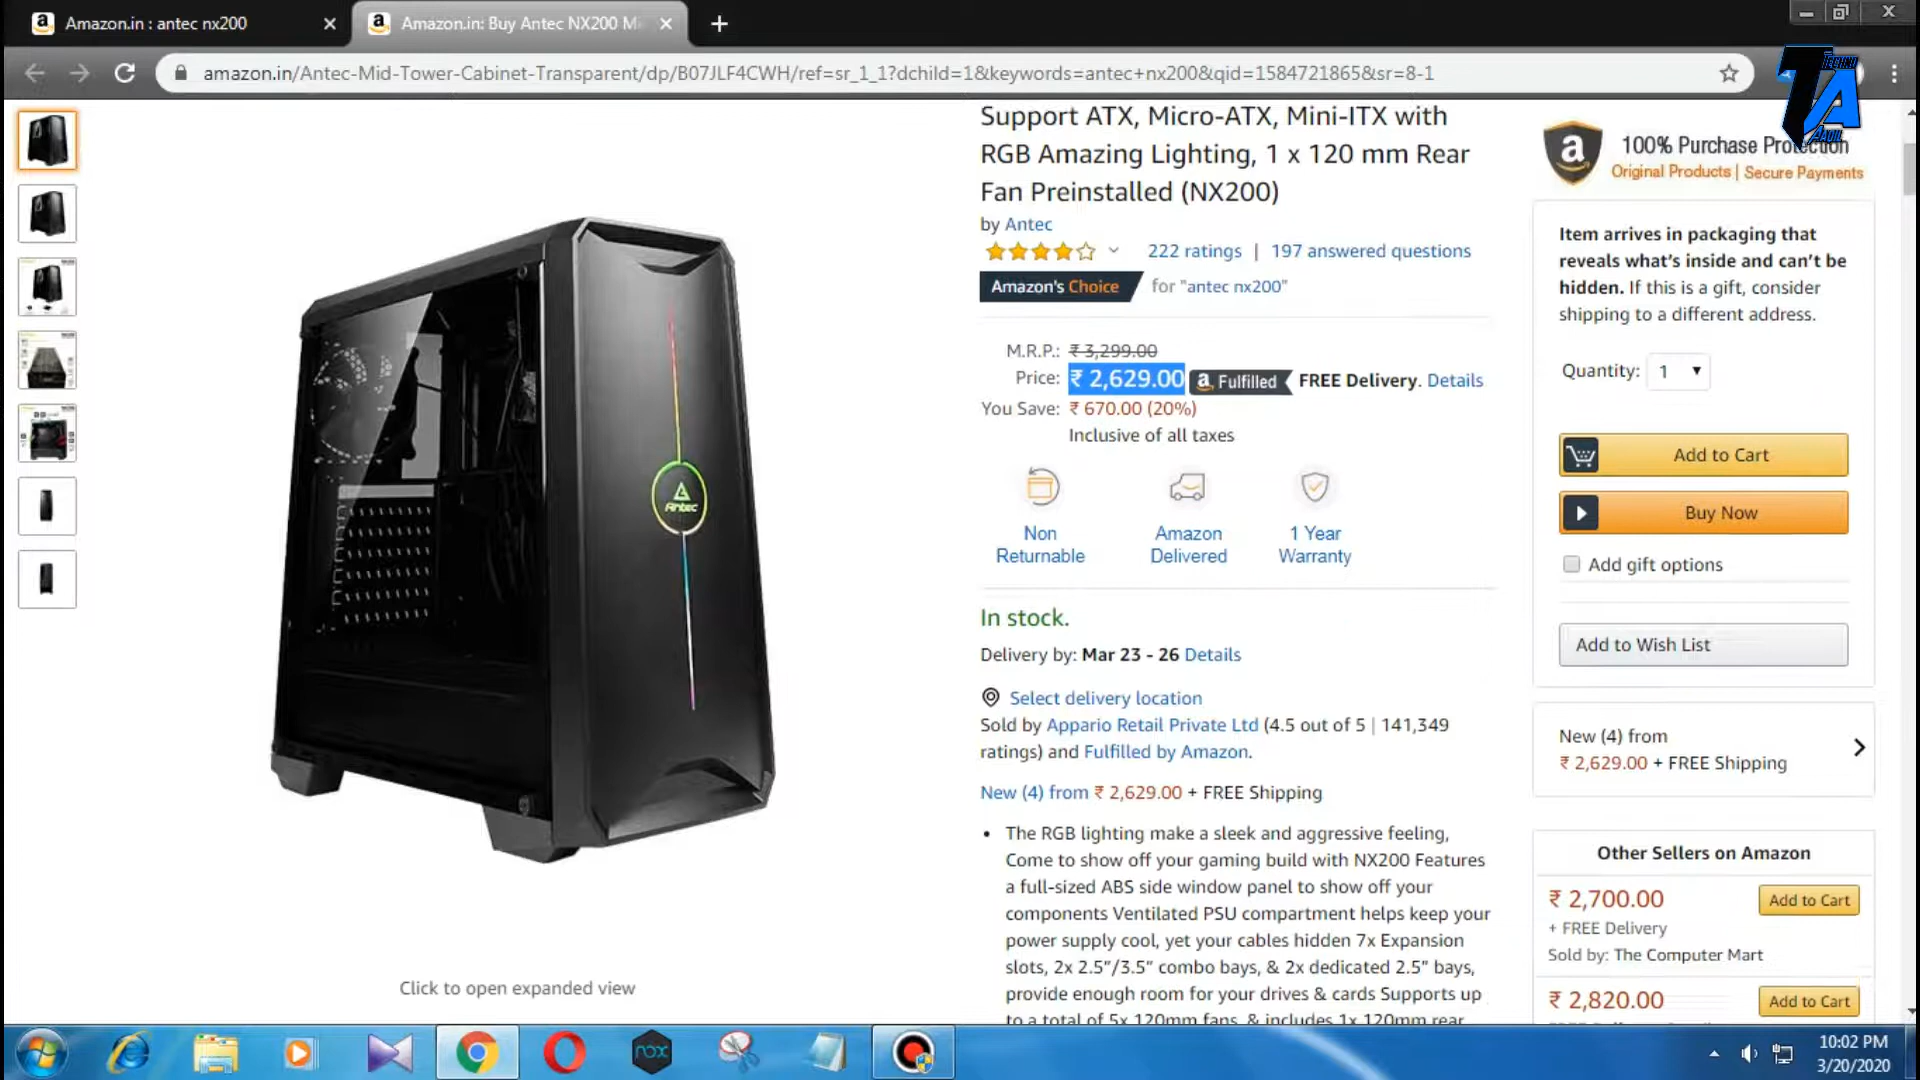 Amazon.in : antec nx200
Amazon.in: Buy Antec NX200 Mi
amazon.in/Antec-Mid-Tower-Cabinet-Transparent/dp/B07JLF4CWH/ref=sr_1_1?dchild=1&keywords=antec+nx200&qid=1584721865&sr=8-1
TECHNO
TA
AADIL
Support ATX, Micro-ATX, Mini-ITX with
RGB Amazing Lighting, 1 x 120 mm Rear
Fan Preinstalled (NX200)
by Antec
222 ratings | 197 answered questions
Amazon's Choice for "antec nx200"
M.R.P.: ₹ 3,299.00
Price: ₹ 2,629.00 a Fulfilled FREE Delivery. Details
You Save: ₹ 670.00 (20%)
Inclusive of all taxes
Non
Returnable
Amazon
Delivered
1 Year
Warranty
In stock.
Delivery by: Mar 23 - 26 Details
Select delivery location
Sold by Appario Retail Private Ltd (4.5 out of 5 | 141,349
ratings) and Fulfilled by Amazon.
New (4) from ₹ 2,629.00 + FREE Shipping
• The RGB lighting make a sleek and aggressive feeling,
Come to show off your gaming build with NX200 Features
a full-sized ABS side window panel to show off your
components Ventilated PSU compartment helps keep your
power supply cool, yet your cables hidden 7x Expansion
slots, 2x 2.5"/3.5" combo bays, & 2x dedicated 2.5" bays,
provide enough room for your drives & cards Supports up
to a total of 5x 120mm fans, & includes 1x 120mm rear
Antec
Click to open expanded view
a
100% Purchase Protection
Original Products | Secure Payments
Item arrives in packaging that
reveals what's inside and can't be
hidden. If this is a gift, consider
shipping to a different address.
Quantity: 1
Add to Cart
Buy Now
Add gift options
Add to Wish List
New (4) from
₹ 2,629.00 + FREE Shipping
Other Sellers on Amazon
₹ 2,700.00 Add to Cart
+ FREE Delivery
Sold by: The Computer Mart
₹ 2,820.00 Add to Cart
nox
10:02 PM
3/20/2020